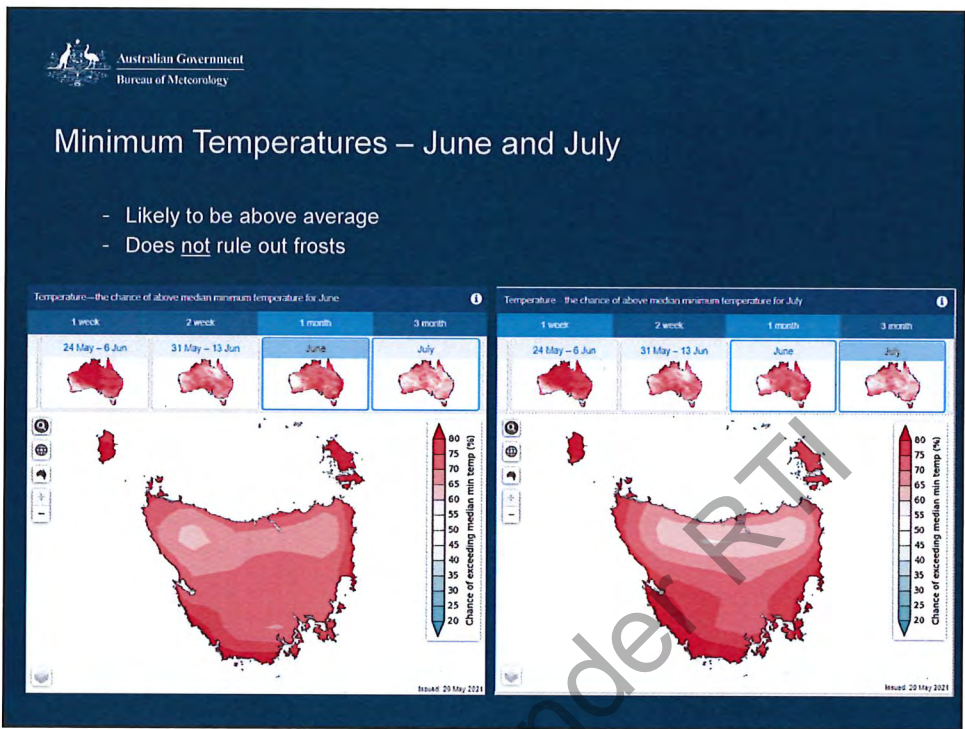 Australian Government
Bureau of Meteorology
Minimum Temperatures – June and July
- Likely to be above average
- Does not rule out frosts
Temperature—the chance of above median minimum temperature for June
1 week
2 week
1 month
3 month
24 May – 6 Jun
31 May – 13 Jun
June
July
80
75
70
65
60
55
50
45
40
35
30
25
20
Chance of exceeding median min temp (%)
Issued: 20 May 2021
Temperature—the chance of above median minimum temperature for July
1 week
2 week
1 month
3 month
24 May – 6 Jun
31 May – 13 Jun
June
July
80
75
70
65
60
55
50
45
40
35
30
25
20
Chance of exceeding median min temp (%)
Issued: 20 May 2021
nder RTI